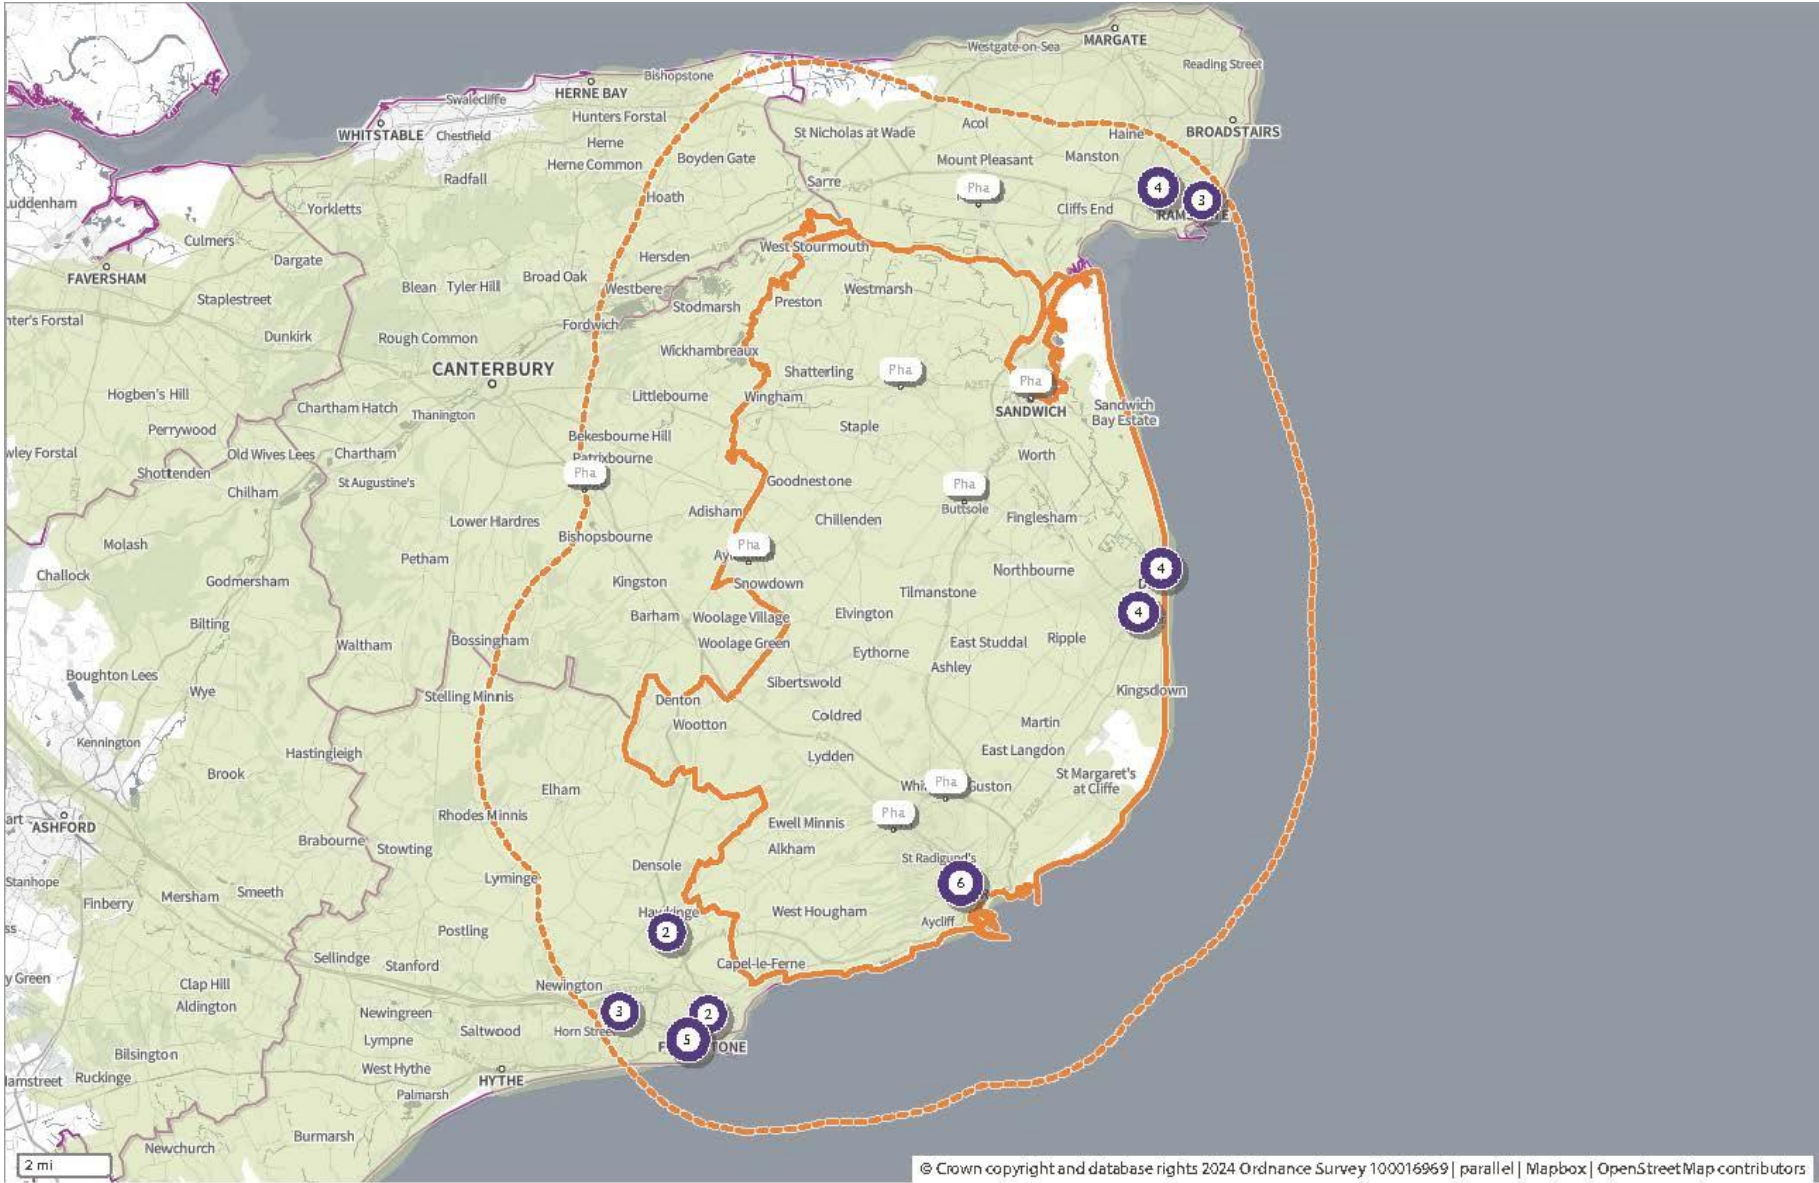 Westgate-on-Sea
MARGATE
Reading Street
Bishopstone
HERNE BAY
Swalecliffe
Hunters Forstal
WHITSTABLE
Chestfield
St Nicholas at Wade
Acol
Haine
BROADSTAIRS
Herne
Herne Common
Boyden Gate
Mount Pleasant
Manston
Radfall
Sarre
Pha
4
3
Hoath
Luddenham
Yorkletts
Cliffs End
Culmers
West Stourmouth
Hersden
Dargate
FAVERSHAM
Broad Oak
Blean
Tyler Hill
Westbere
Westmarsh
Staplestreet
Stodmarsh
Preston
Fordwich
Dunkirk
Rough Common
Wickhambreaux
CANTERBURY
Shatterling
Pha
A257
Pha
Hogben's Hill
Littlebourne
Wingham
SANDWICH
Sandwich
Bay Estate
Chartham Hatch
Thanington
Perrywood
Staple
Bekesbourne Hill
Old Wives Lees
Chartham
Patrixbourne
Worth
Shottenden
Pha
St Augustine's
Goodnestone
Pha
Chilham
Buttsole
Adisham
Chillenden
Finglesham
Lower Hardres
Bishopsbourne
Molash
Pha
Petham
Challock
Godmersham
Kingston
Snowdown
Northbourne
4
Tilmanstone
4
Barham
Woolage Village
Elvington
Bilting
Waltham
Bossingham
Woolage Green
East Studdal
Ripple
Eythorne
Ashley
Boughton Lees
Wye
Stelling Minnis
Sibertswold
Kingsdown
Denton
Wootton
Coldred
Martin
Kennington
A2
East Langdon
Hastingleigh
Lydden
Brook
St Margaret's
at Cliffe
Pha
Guston
Elham
Rhodes Minnis
Pha
ASHFORD
Ewell Minnis
Brabourne
Stowting
Alkham
Densole
St Radigund's
Lyminge
6
Stanhope
Mersham
Smeeth
Finberry
Hawkinge
West Hougham
Aycliff
2
Postling
Sellindge
Stanford
Capel-le-Ferne
Newington
Clap Hill
Aldington
3
2
Newingreen
Saltwood
Horn Street
5
Lympne
Bilsington
West Hythe
HYTHE
Ruckinge
Palmarsh
Burmarsh
Newchurch
2 mi
© Crown copyright and database rights 2024 Ordnance Survey 100016969 | parallel | Mapbox | OpenStreetMap contributors